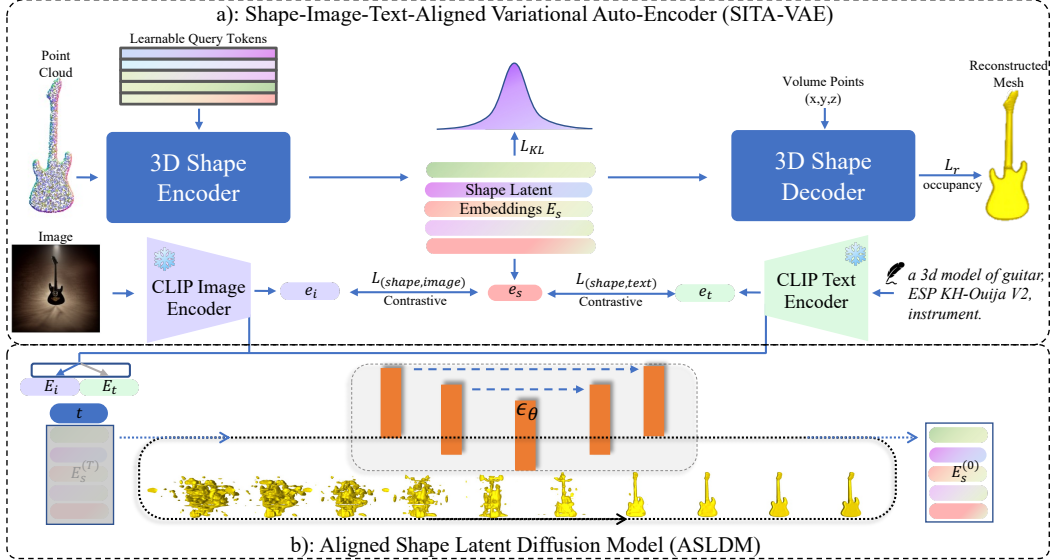 a): Shape-Image-Text-Aligned Variational Auto-Encoder (SITA-VAE)
Point
Cloud
Learnable Query Tokens
Volume Points
(x,y,z)
Reconstructed
Mesh
3D Shape
Encoder
L_{KL}
Shape Latent
Embeddings E_s
3D Shape
Decoder
L_r
occupancy
Image
CLIP Image
Encoder
e_i
L_{(shape,image)}
Contrastive
e_s
L_{(shape,text)}
Contrastive
e_t
CLIP Text
Encoder
a 3d model of guitar,
ESP KH-Ouija V2,
instrument.
E_i
E_t
t
E_s^{(T)}
ϵ_θ
E_s^{(0)}
b): Aligned Shape Latent Diffusion Model (ASLDM)